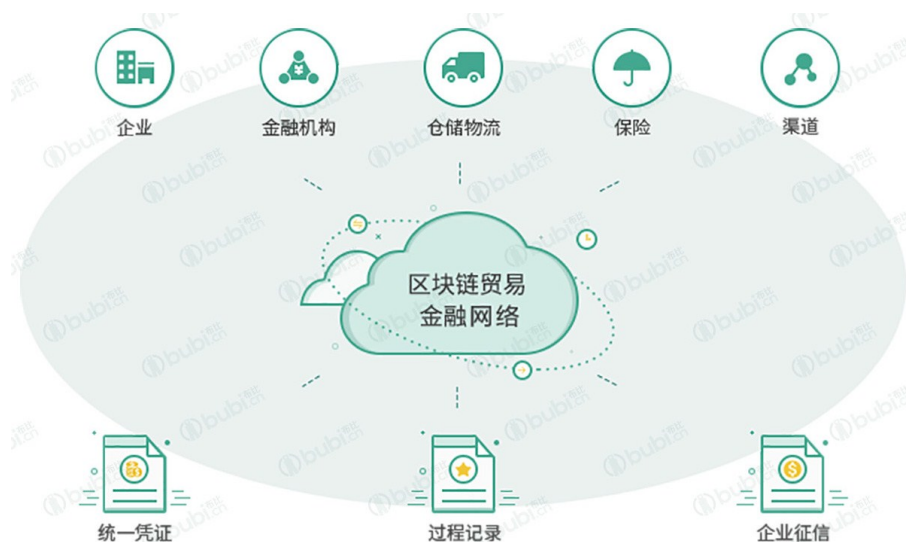 企业
金融机构
仓储物流
保险
渠道
区块链贸易
金融网络
统一凭证
过程记录
企业征信
bubi